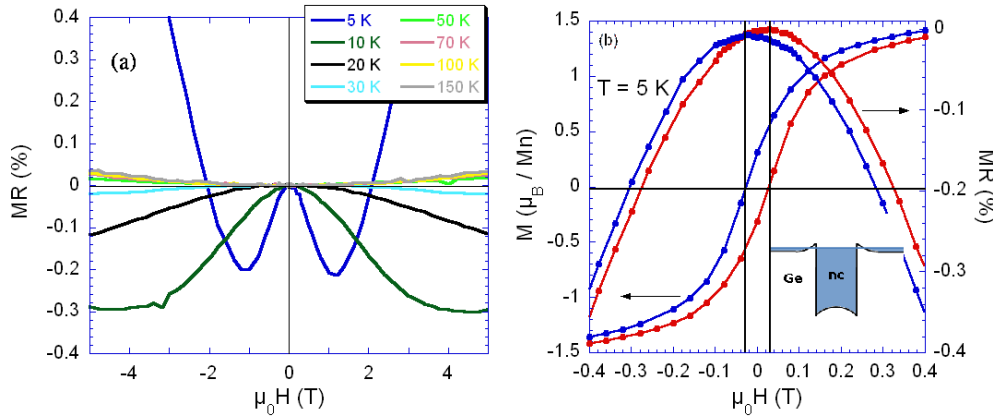 0.4
0.3
0.2
0.1
0
-0.1
-0.2
-0.3
-0.4
MR (%)
(a)
5 K
10 K
20 K
30 K
50 K
70 K
100 K
150 K
-4 -2 0 2 4
μ0H (T)
1.5
1
0.5
0
-0.5
-1
-1.5
M (μB / Mn)
(b)
T = 5 K
Ge
nc
0
-0.1
-0.2
-0.3
-0.4
MR (%)
-0.4 -0.3 -0.2 -0.1 0.0 0.1 0.2 0.3 0.4
μ0H (T)